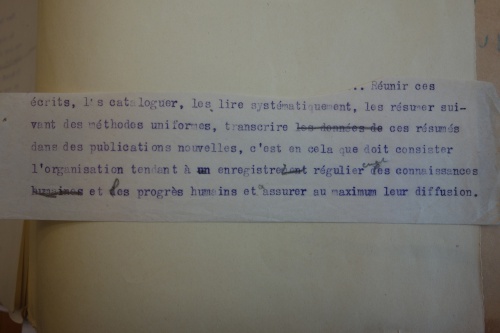 ... Réunir ces
écrits, l's cataloguer, les lire systématiquement, les résumer sui-
vant des méthodes uniformes, transcrire les données de ces résumés
dans des publications nouvelles, c'est en cela que doit consister
l'organisation tendant à un enregistrement régulier des connaissances
humaines et des progrès humains et assurer au maximum leur diffusion.